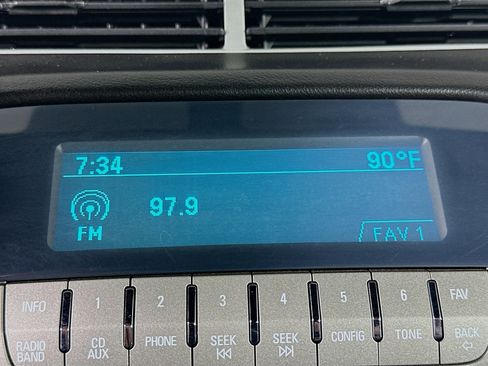 7:34 90°F
97.9
FM FAV 1
INFO 1 2 3 4 5 6 FAV
RADIO BAND CD AUX PHONE SEEK SEEK CONFIG TONE BACK